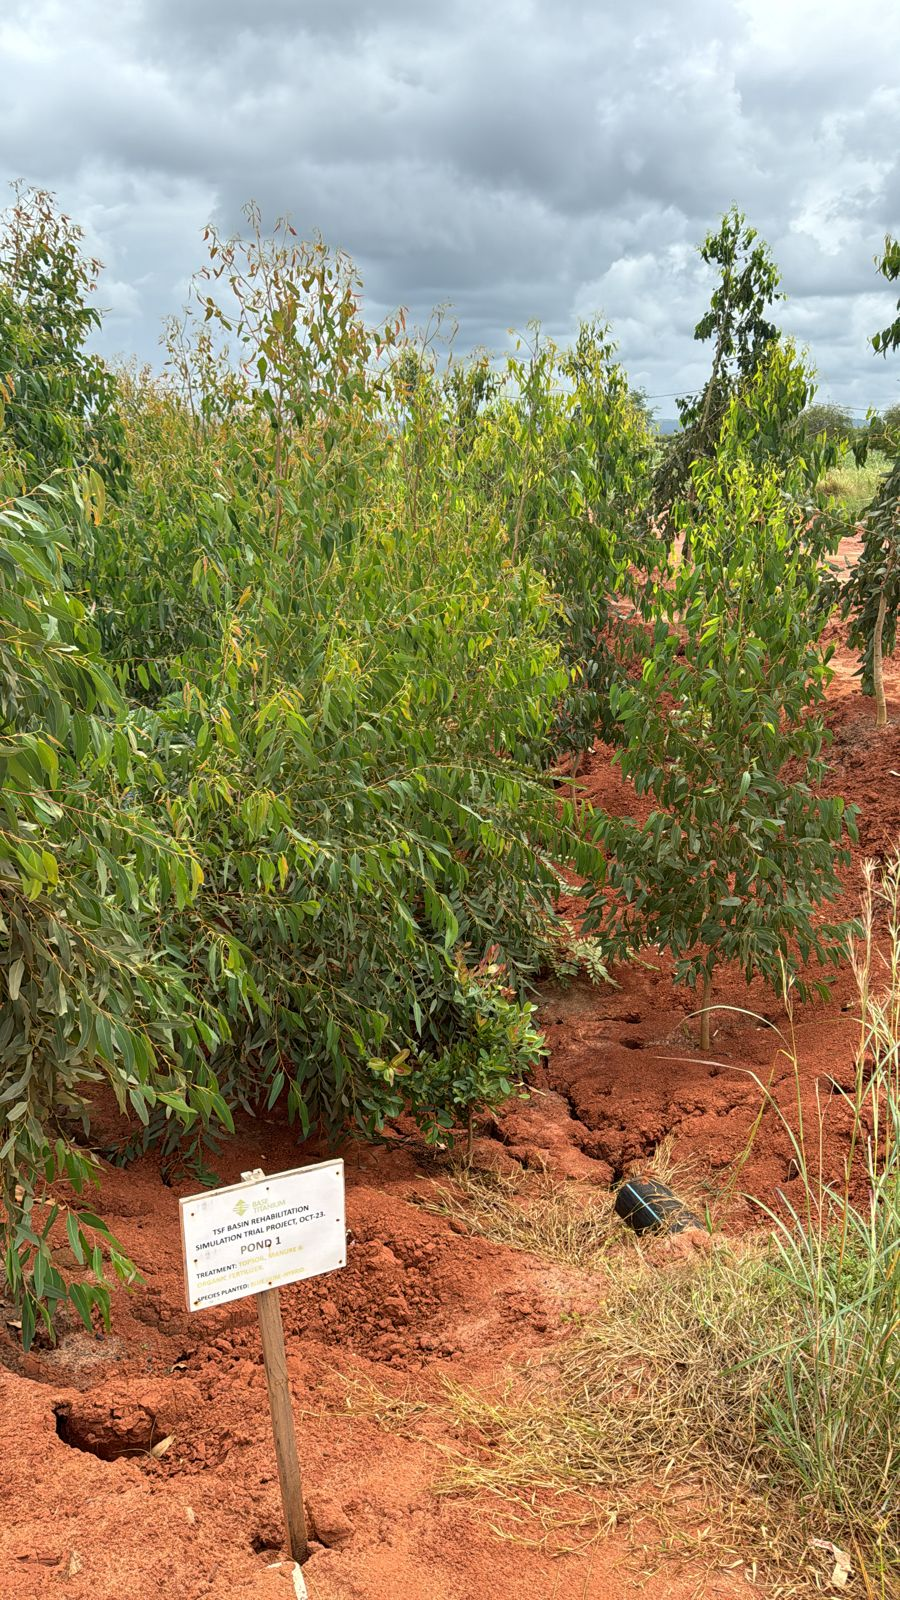 BASE
TITANIUM
TSF BASIN REHABILITATION
SIMULATION TRIAL PROJECT, OCT-23.
POND 1
TREATMENT: TOPSOIL, MANURE &
ORGANIC FERTILIZER.
SPECIES PLANTED: